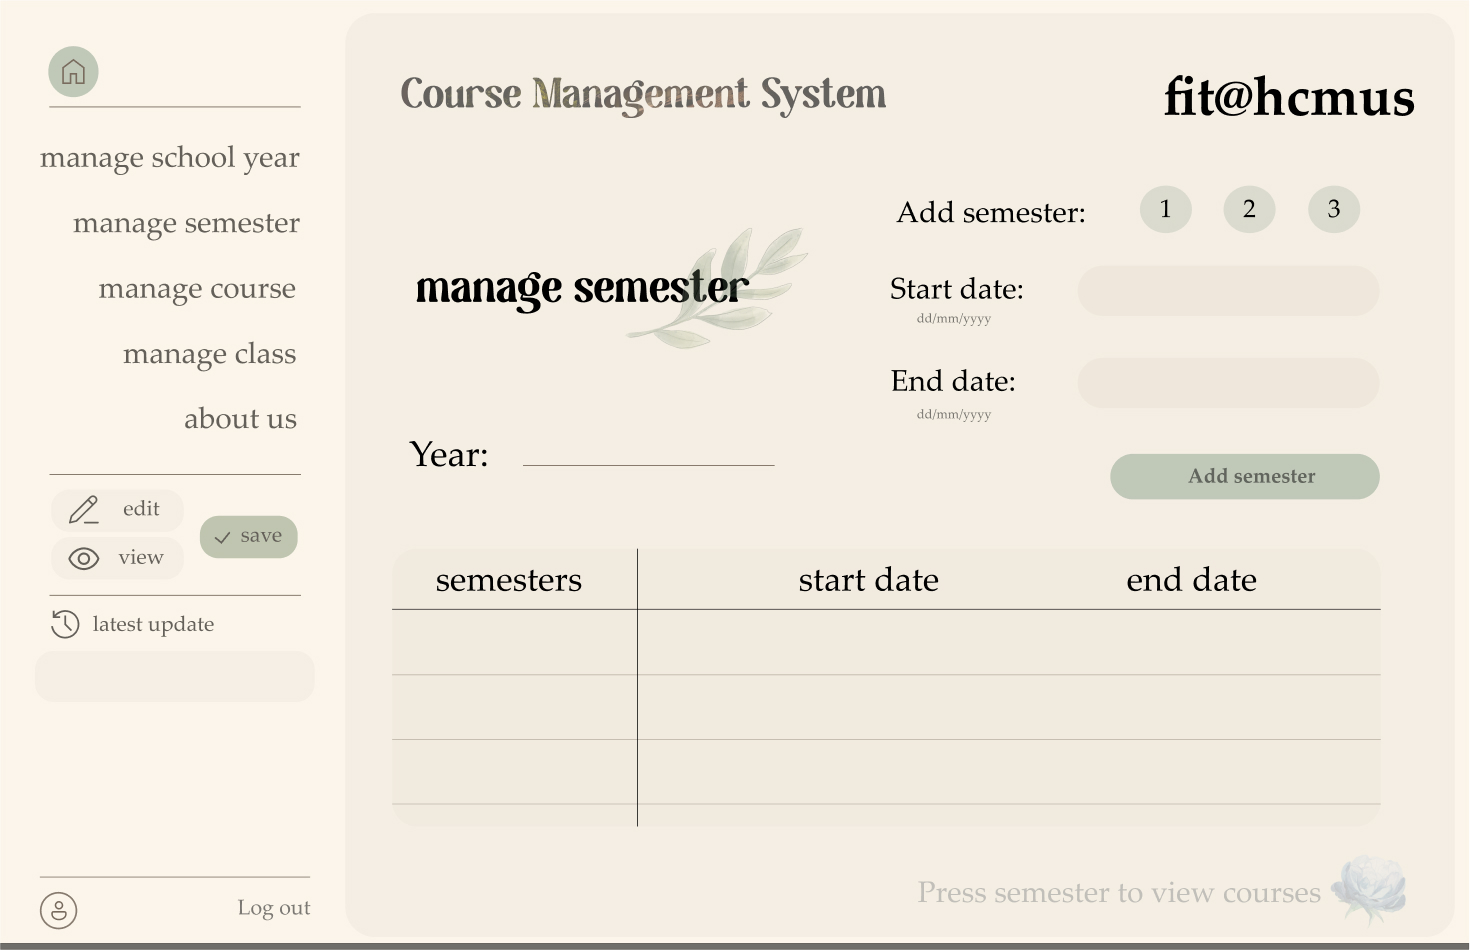 manage school year
manage semester
manage course
manage class
about us
edit
view
save
latest update
Log out
Course Management System
fit@hcmus
manage semester
Year:
Add semester: 1 2 3
Start date:
dd/mm/yyyy
End date:
dd/mm/yyyy
Add semester
semesters start date end date
Press semester to view courses